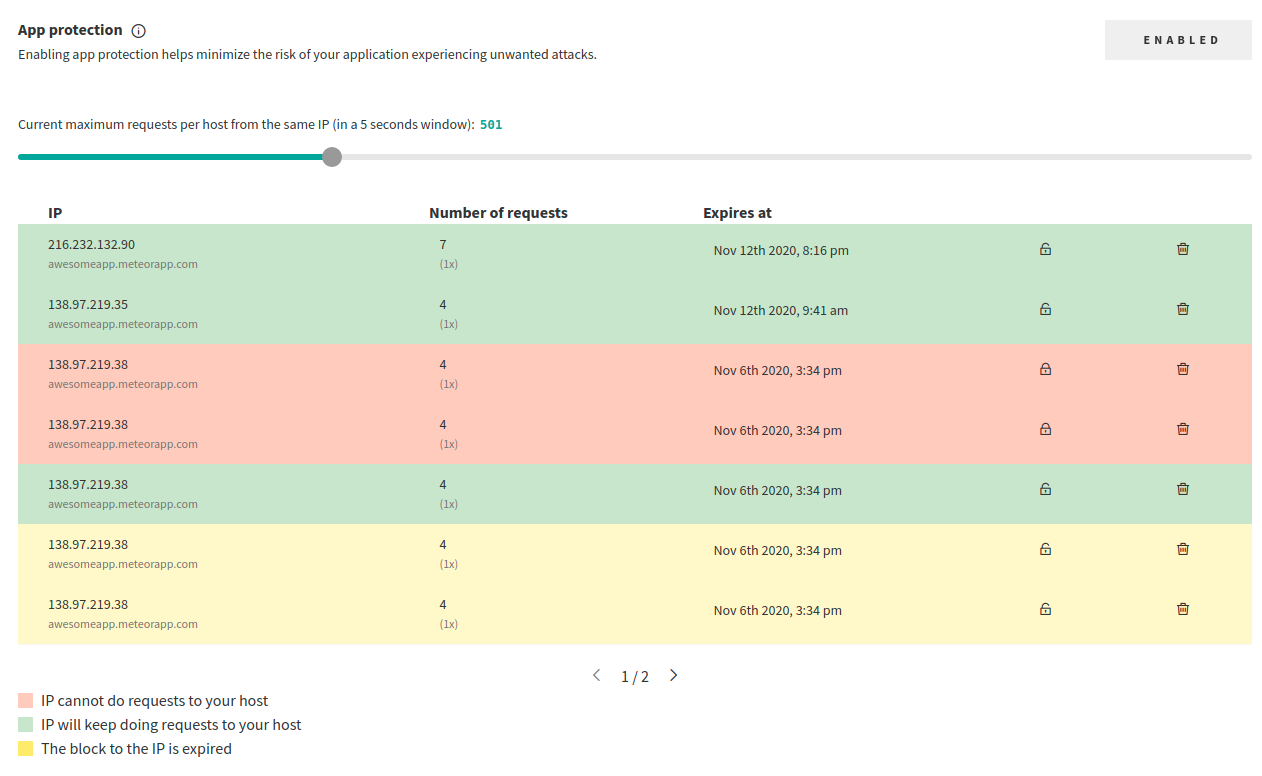 App protection
ENABLED
Enabling app protection helps minimize the risk of your application experiencing unwanted attacks.
Current maximum requests per host from the same IP (in a 5 seconds window): 501
IP Number of requests Expires at
216.232.132.90 7 Nov 12th 2020, 8:16 pm
awesomeapp.meteorapp.com (1x)
138.97.219.35 4 Nov 12th 2020, 9:41 am
awesomeapp.meteorapp.com (1x)
138.97.219.38 4 Nov 6th 2020, 3:34 pm
awesomeapp.meteorapp.com (1x)
138.97.219.38 4 Nov 6th 2020, 3:34 pm
awesomeapp.meteorapp.com (1x)
138.97.219.38 4 Nov 6th 2020, 3:34 pm
awesomeapp.meteorapp.com (1x)
138.97.219.38 4 Nov 6th 2020, 3:34 pm
awesomeapp.meteorapp.com (1x)
138.97.219.38 4 Nov 6th 2020, 3:34 pm
awesomeapp.meteorapp.com (1x)
1 / 2
IP cannot do requests to your host
IP will keep doing requests to your host
The block to the IP is expired